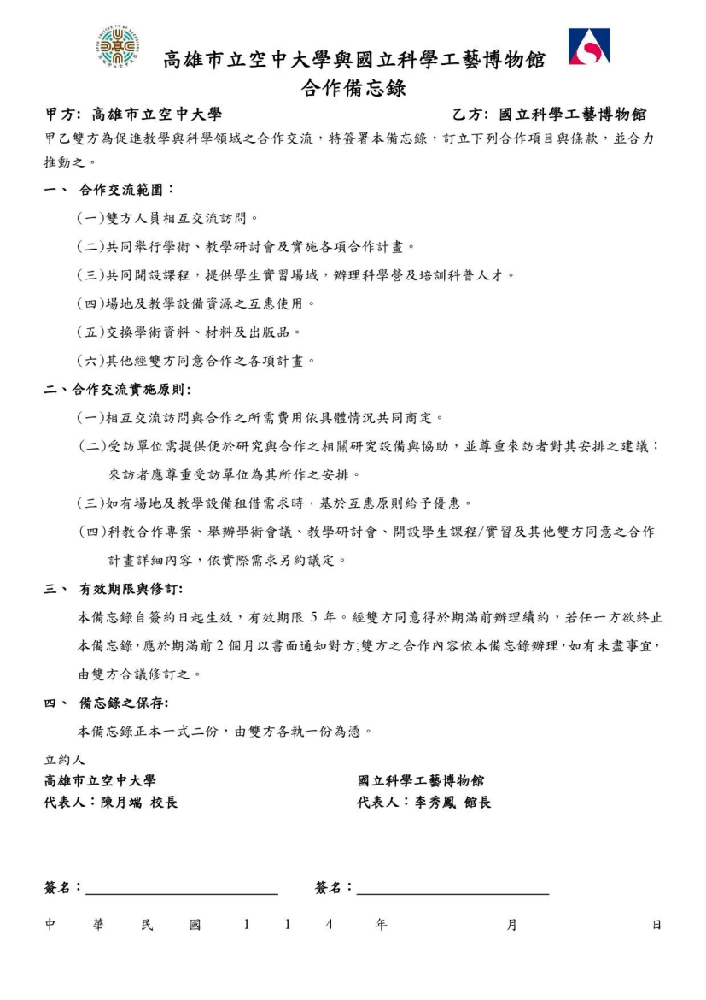 高雄市立空中大學與國立科學工藝博物館
合作備忘錄
甲方: 高雄市立空中大學 乙方: 國立科學工藝博物館
甲乙雙方為促進教學與科學領域之合作交流，特簽署本備忘錄，訂立下列合作項目與條款，並合力
推動之。
一、 合作交流範圍：
(一)雙方人員相互交流訪問。
(二)共同舉行學術、教學研討會及實施各項合作計畫。
(三)共同開設課程，提供學生實習場域，辦理科學營及培訓科普人才。
(四)場地及教學設備資源之互惠使用。
(五)交換學術資料、材料及出版品。
(六)其他經雙方同意合作之各項計畫。
二、合作交流實施原則:
(一)相互交流訪問與合作之所需費用依具體情況共同商定。
(二)受訪單位需提供便於研究與合作之相關研究設備與協助，並尊重來訪者對其安排之建議；
來訪者應尊重受訪單位為其所作之安排。
(三)如有場地及教學設備租借需求時，基於互惠原則給予優惠。
(四)科教合作專案、舉辦學術會議、教學研討會、開設學生課程/實習及其他雙方同意之合作
計畫詳細內容，依實際需求另約議定。
三、 有效期限與修訂:
本備忘錄自簽約日起生效，有效期限 5 年。經雙方同意得於期滿前辦理續約，若任一方欲終止
本備忘錄，應於期滿前 2 個月以書面通知對方;雙方之合作內容依本備忘錄辦理，如有未盡事宜，
由雙方合議修訂之。
四、 備忘錄之保存:
本備忘錄正本一式二份，由雙方各執一份為憑。
立約人
高雄市立空中大學 國立科學工藝博物館
代表人：陳月端 校長 代表人：李秀鳳 館長
簽名： 簽名：
中 華 民 國 1 1 4 年 月 日